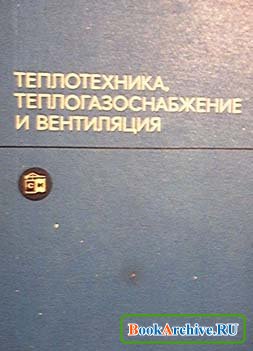 ТЕПЛОТЕХНИКА,
ТЕПЛОГАЗОСНАБЖЕНИЕ
И ВЕНТИЛЯЦИЯ
BookArchive.RU